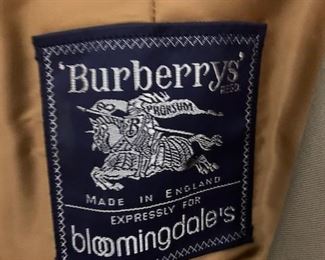 'Burberrys'
REGD.
PRORSUM
B
MADE IN ENGLAND
EXPRESSLY FOR
bloomingdale's